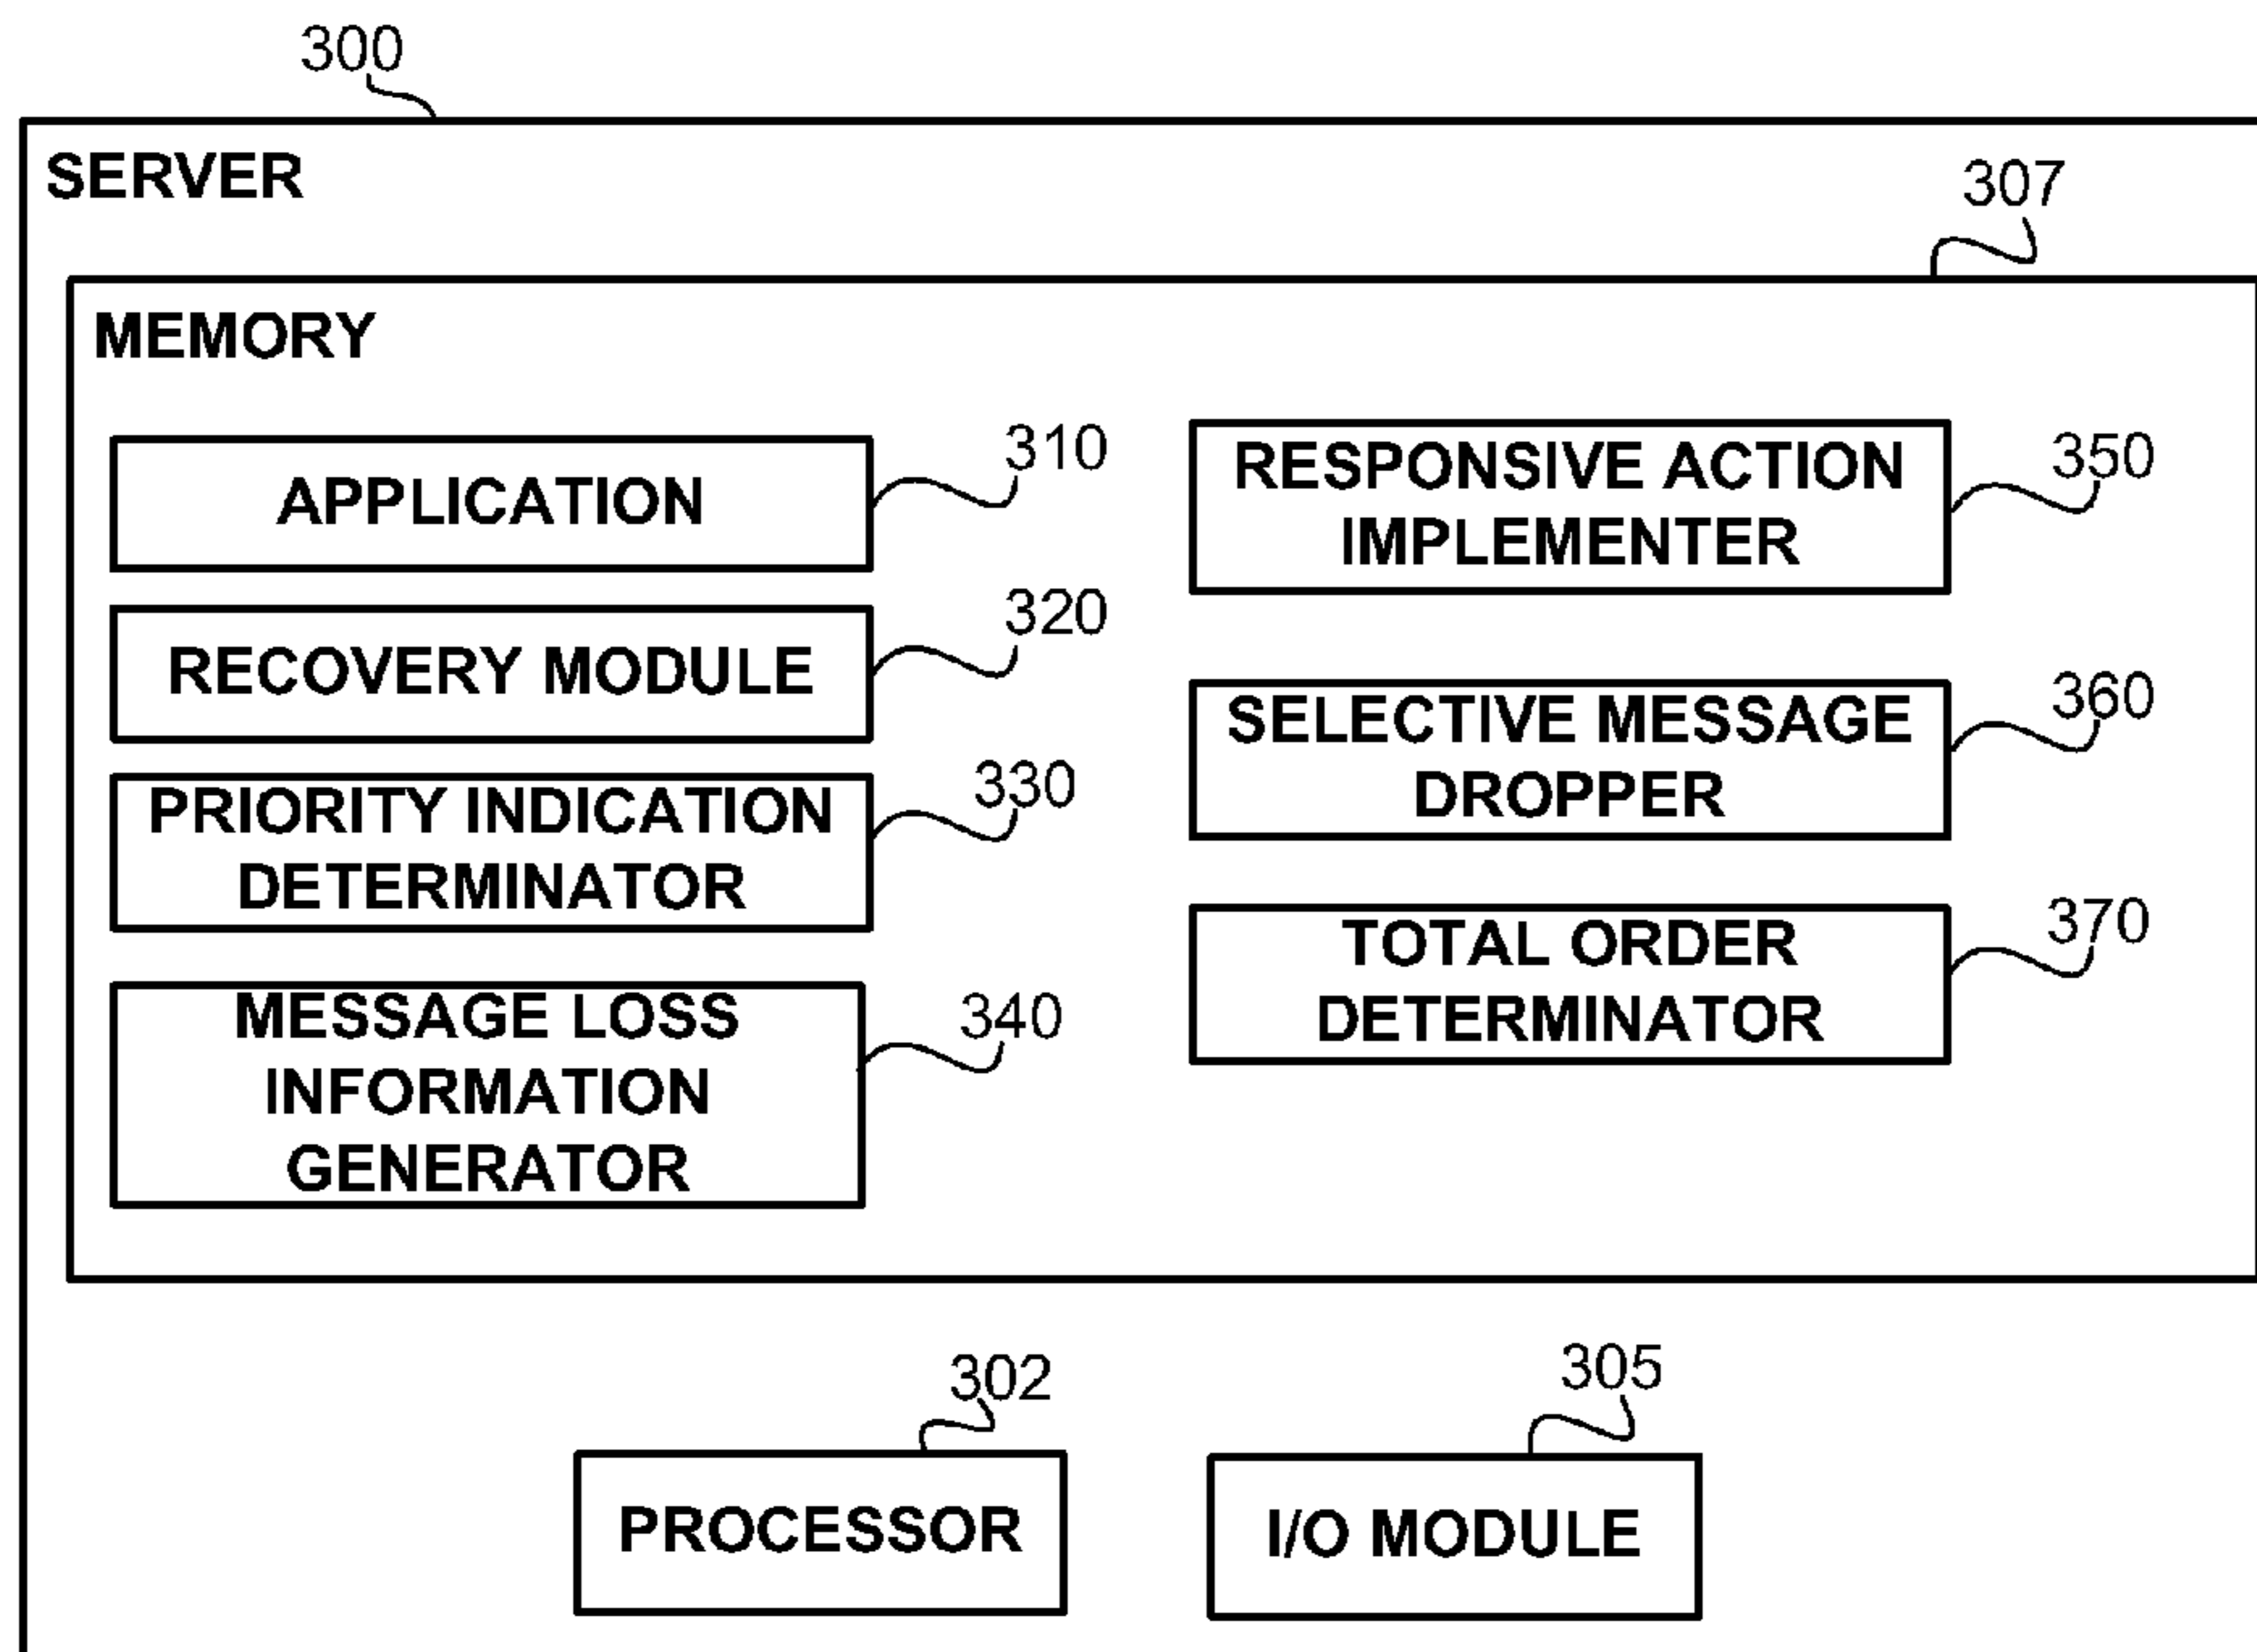 300
SERVER
307
MEMORY
APPLICATION
310
RECOVERY MODULE
320
PRIORITY INDICATION
DETERMINATOR
330
MESSAGE LOSS
INFORMATION
GENERATOR
340
RESPONSIVE ACTION
IMPLEMENTER
350
SELECTIVE MESSAGE
DROPPER
360
TOTAL ORDER
DETERMINATOR
370
302
PROCESSOR
305
I/O MODULE